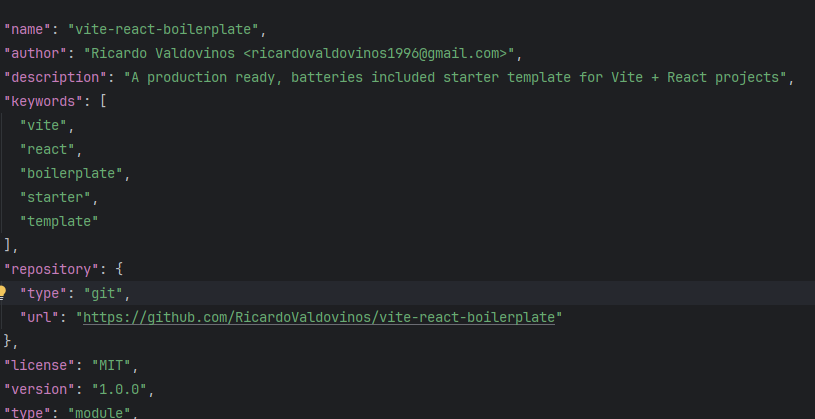 "name": "vite-react-boilerplate",
"author": "Ricardo Valdovinos <ricardovaldovinos1996@gmail.com>",
"description": "A production ready, batteries included starter template for Vite + React projects",
"keywords": [
"vite",
"react",
"boilerplate",
"starter",
"template"
],
"repository": {
"type": "git",
"url": "https://github.com/RicardoValdovinos/vite-react-boilerplate"
},
"license": "MIT",
"version": "1.0.0",
"type": "module",